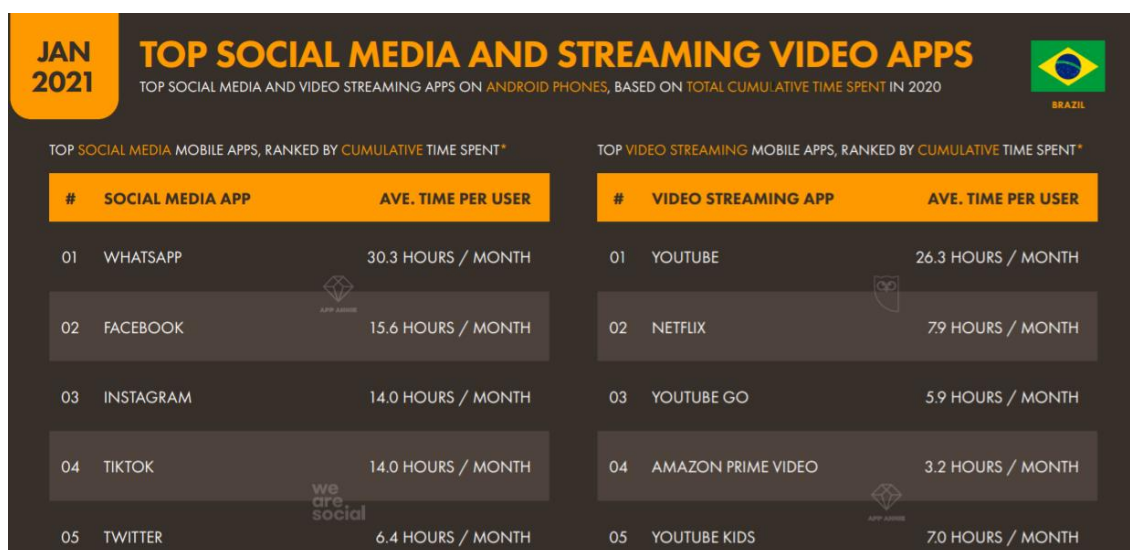 JAN
2021
TOP SOCIAL MEDIA AND STREAMING VIDEO APPS
TOP SOCIAL MEDIA AND VIDEO STREAMING APPS ON ANDROID PHONES, BASED ON TOTAL CUMULATIVE TIME SPENT IN 2020
BRAZIL
TOP SOCIAL MEDIA MOBILE APPS, RANKED BY CUMULATIVE TIME SPENT*
# SOCIAL MEDIA APP AVE. TIME PER USER
01 WHATSAPP 30.3 HOURS / MONTH
APP ANNIE
02 FACEBOOK 15.6 HOURS / MONTH
03 INSTAGRAM 14.0 HOURS / MONTH
04 TIKTOK 14.0 HOURS / MONTH
we
are
social
05 TWITTER 6.4 HOURS / MONTH
TOP VIDEO STREAMING MOBILE APPS, RANKED BY CUMULATIVE TIME SPENT*
# VIDEO STREAMING APP AVE. TIME PER USER
01 YOUTUBE 26.3 HOURS / MONTH
02 NETFLIX 7.9 HOURS / MONTH
03 YOUTUBE GO 5.9 HOURS / MONTH
04 AMAZON PRIME VIDEO 3.2 HOURS / MONTH
APP ANNIE
05 YOUTUBE KIDS 7.0 HOURS / MONTH